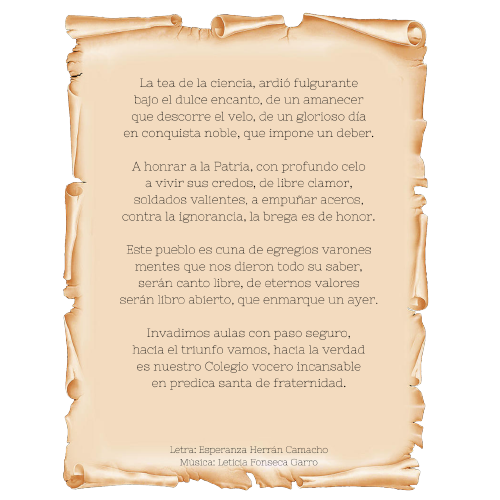 La tea de la ciencia, ardió fulgurante
bajo el dulce encanto, de un amanecer
que descorre el velo, de un glorioso día
en conquista noble, que impone un deber.
A honrar a la Patria, con profundo celo
a vivir sus credos, de libre clamor,
soldados valientes, a empuñar aceros,
contra la ignorancia, la brega es de honor.
Este pueblo es cuna de egregios varones
mentes que nos dieron todo su saber,
serán canto libre, de eternos valores
serán libro abierto, que enmarque un ayer.
Invadimos aulas con paso seguro,
hacia el triunfo vamos, hacia la verdad
es nuestro Colegio vocero incansable
en predica santa de fraternidad.
Letra: Esperanza Herrán Camacho
Música: Leticia Fonseca Garro